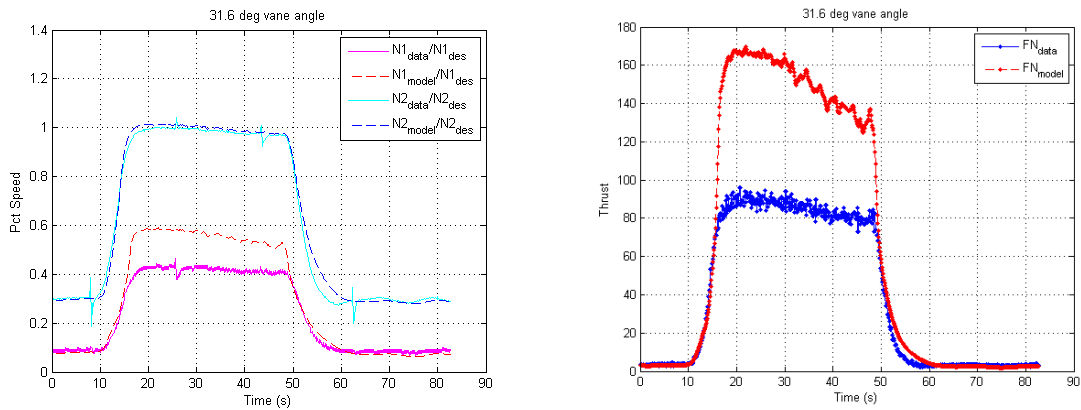 31.6 deg vane angle
1.4
1.2
1
0.8
0.6
0.4
0.2
0
0 10 20 30 40 50 60 70 80 90
Pct Speed
Time (s)
N1data/N1des
N1model/N1des
N2data/N2des
N2model/N2des
31.6 deg vane angle
180
160
140
120
100
80
60
40
20
0
0 10 20 30 40 50 60 70 80 90
Thrust
Time (s)
FNdata
FNmodel